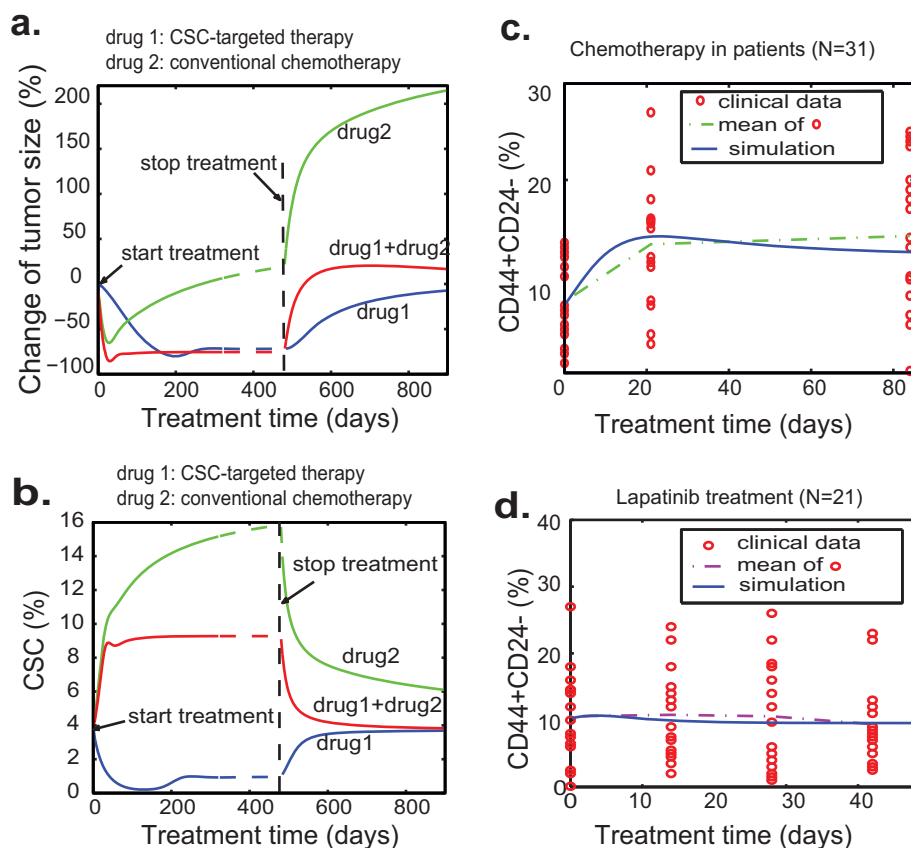 a.
drug 1: CSC-targeted therapy
drug 2: conventional chemotherapy
Change of tumor size (%)
200
150
100
50
0
−50
−100
drug2
stop treatment
start treatment
drug1+drug2
drug1
0 200 400 600 800
Treatment time (days)
c.
Chemotherapy in patients (N=31)
CD44+CD24- (%)
30
20
10
clinical data
mean of
simulation
0 20 40 60 80
Treatment time (days)
b.
drug 1: CSC-targeted therapy
drug 2: conventional chemotherapy
CSC (%)
16
14
12
10
8
6
4
2
0
stop treatment
drug2
start treatment
drug1+drug2
drug1
0 200 400 600 800
Treatment time (days)
d.
Lapatinib treatment (N=21)
CD44+CD24- (%)
40
30
20
10
0
clinical data
mean of
simulation
0 10 20 30 40
Treatment time (days)